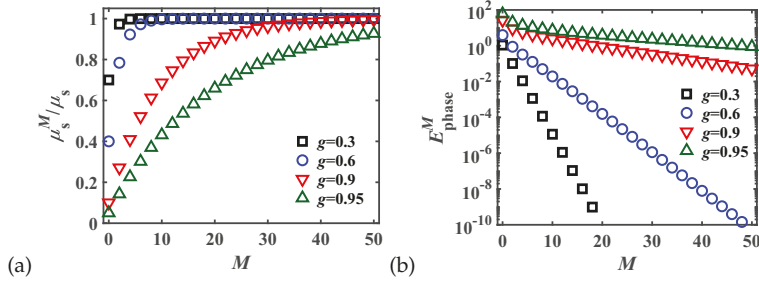 1
0.8
0.6
0.4
0.2
0
μ_s^M/μ_s
g=0.3
g=0.6
g=0.9
g=0.95
0 10 20 30 40 50
M
(a)
10^2
10^0
10^-2
10^-4
10^-6
10^-8
10^-10
E_phase^M
g=0.3
g=0.6
g=0.9
g=0.95
0 10 20 30 40 50
M
(b)